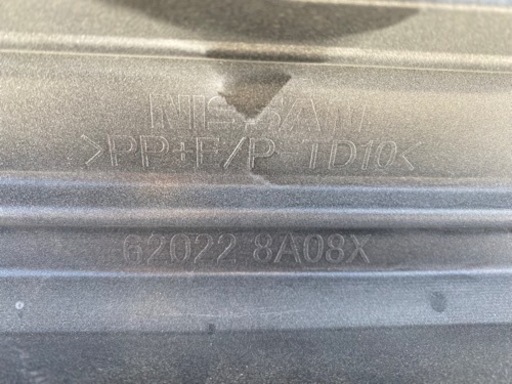 NISSAN
>PP+E/P TD10<
62022 8A08X